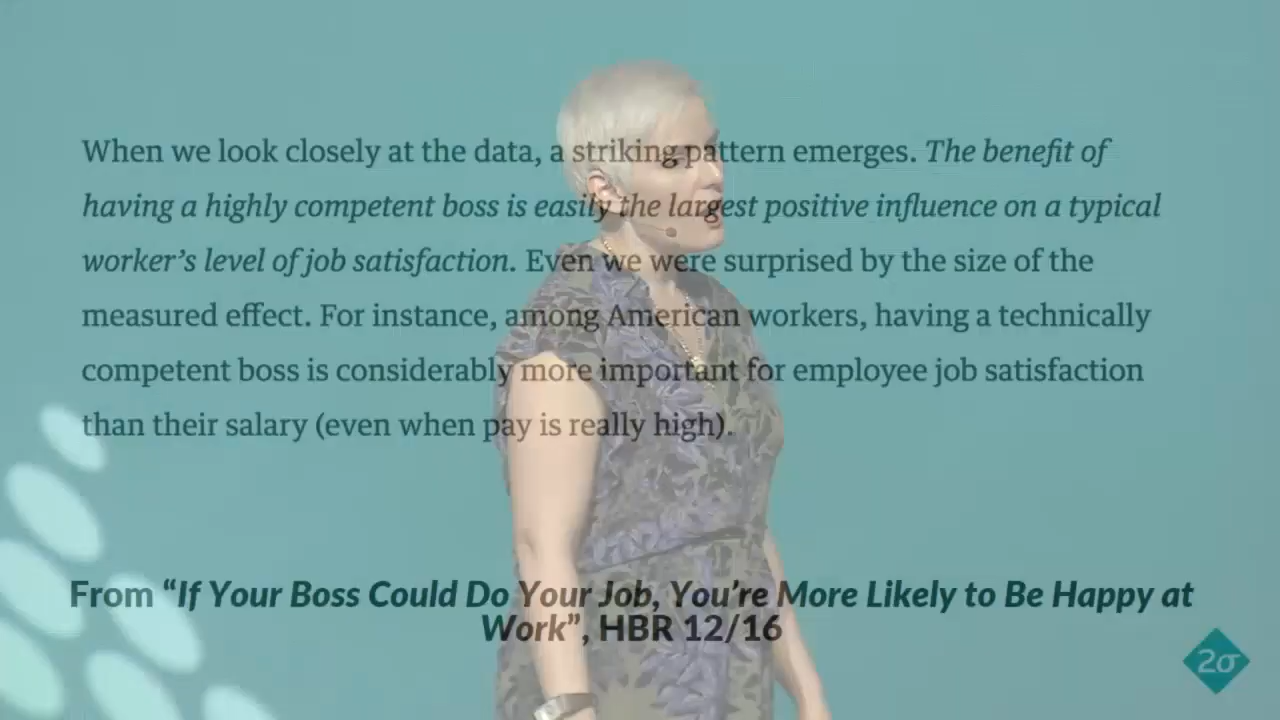 When we look closely at the data, a striking pattern emerges. The benefit of
having a highly competent boss is easily the largest positive influence on a typical
worker’s level of job satisfaction. Even we were surprised by the size of the
measured effect. For instance, among American workers, having a technically
competent boss is considerably more important for employee job satisfaction
than their salary (even when pay is really high).
From “If Your Boss Could Do Your Job, You’re More Likely to Be Happy at
Work”, HBR 12/16
2σ